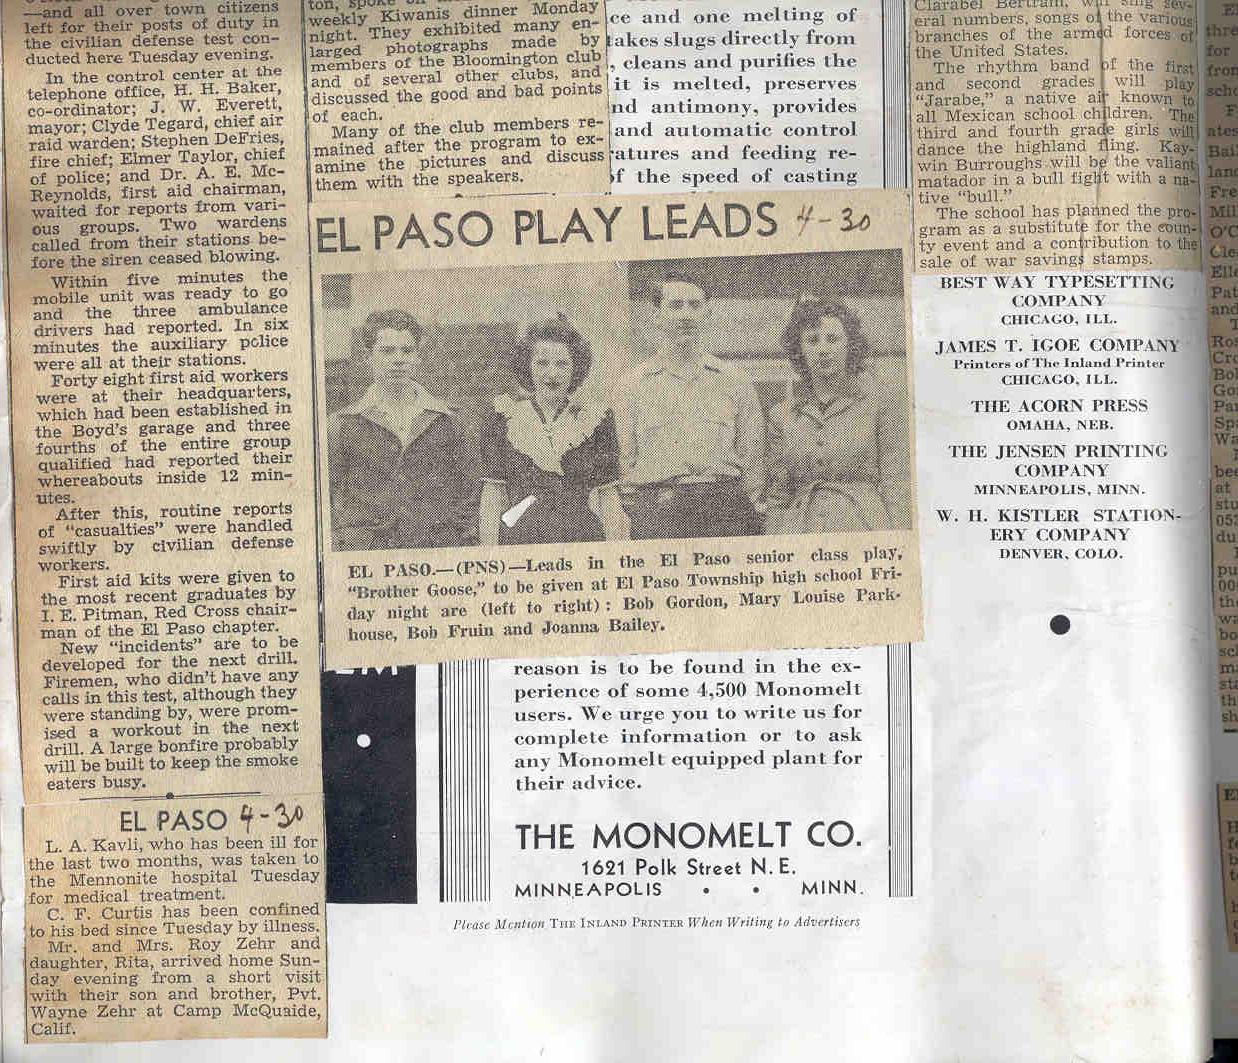 —and all over town citizens
left for their posts of duty in
the civilian defense test con-
ducted here Tuesday evening.
In the control center at the
telephone office, H. H. Baker,
co-ordinator; J. W. Everett,
mayor; Clyde Tegard, chief air
raid warden; Stephen DeFries,
fire chief; Elmer Taylor, chief
of police; and Dr. A. E. Mc-
Reynolds, first aid chairman,
waited for reports from vari-
ous groups. Two wardens
called from their stations be-
fore the siren ceased blowing.
Within five minutes the
mobile unit was ready to go
and the three ambulance
drivers had reported. In six
minutes the auxiliary police
were all at their stations.
Forty eight first aid workers
were at their headquarters,
which had been established in
the Boyd's garage and three
fourths of the entire group
qualified had reported their
whereabouts inside 12 min-
utes.
After this, routine reports
of "casualties" were handled
swiftly by civilian defense
workers.
First aid kits were given to
the most recent graduates by
I. E. Pitman, Red Cross chair-
man of the El Paso chapter.
New "incidents" are to be
developed for the next drill.
Firemen, who didn't have any
calls in this test, although they
were standing by, were prom-
ised a workout in the next
drill. A large bonfire probably
will be built to keep the smoke
eaters busy.
EL PASO 4-30
L. A. Kavli, who has been ill for
the last two months, was taken to
the Mennonite hospital Tuesday
for medical treatment.
C. F. Curtis has been confined
to his bed since Tuesday by illness.
Mr. and Mrs. Roy Zehr and
daughter, Rita, arrived home Sun-
day evening from a short visit
with their son and brother, Pvt.
Wayne Zehr at Camp McQuaide,
Calif.
weekly Kiwanis dinner Monday
night. They exhibited many en-
larged photographs made by
members of the Bloomington club
and of several other clubs, and
discussed the good and bad points
of each.
Many of the club members re-
mained after the program to ex-
amine the pictures and discuss
them with the speakers.
ce and one melting of
takes slugs directly from
, cleans and purifies the
it is melted, preserves
nd antimony, provides
and automatic control
ratures and feeding re-
of the speed of casting
EL PASO PLAY LEADS 4-30
EL PASO.—(PNS)—Leads in the El Paso senior class play,
"Brother Goose," to be given at El Paso Township high school Fri-
day night are (left to right): Bob Gordon, Mary Louise Park-
house, Bob Fruin and Joanna Bailey.
reason is to be found in the ex-
perience of some 4,500 Monomelt
users. We urge you to write us for
complete information or to ask
any Monomelt equipped plant for
their advice.
THE MONOMELT CO.
1621 Polk Street N. E.
MINNEAPOLIS • • MINN.
Please Mention THE INLAND PRINTER When Writing to Advertisers
Clarabel Bertram, will sing sev-
eral numbers, songs of the various
branches of the armed forces of
the United States.
The rhythm band of the first
and second grades will play
"Jarabe," a native air known to
all Mexican school children. The
third and fourth grade girls will
dance the highland fling. Kay-
win Burroughs will be the valiant
matador in a bull fight with a na-
tive "bull."
The school has planned the pro-
gram as a substitute for the coun-
ty event and a contribution to the
sale of war savings stamps.
BEST WAY TYPESETTING
COMPANY
CHICAGO, ILL.
JAMES T. IGOE COMPANY
Printers of The Inland Printer
CHICAGO, ILL.
THE ACORN PRESS
OMAHA, NEB.
THE JENSEN PRINTING
COMPANY
MINNEAPOLIS, MINN.
W. H. KISTLER STATION-
ERY COMPANY
DENVER, COLO.